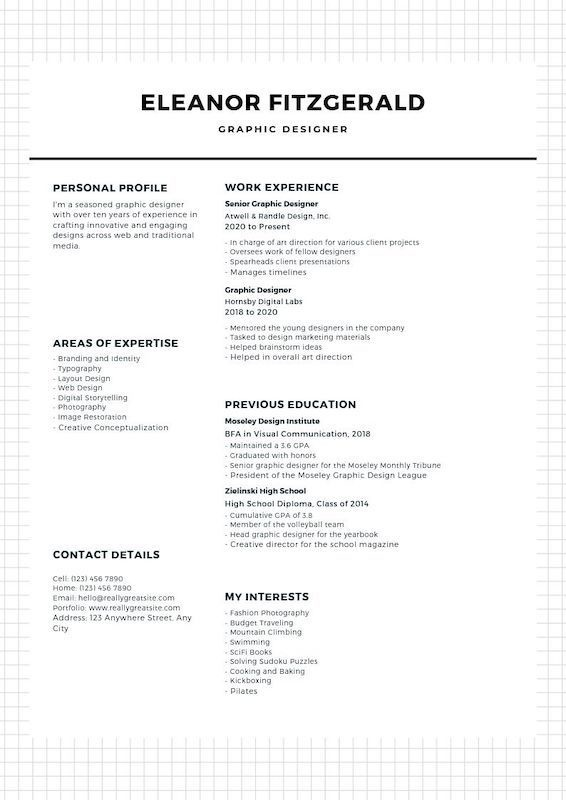 ELEANOR FITZGERALD
GRAPHIC DESIGNER
PERSONAL PROFILE
I'm a seasoned graphic designer
with over ten years of experience in
crafting innovative and engaging
designs across web and traditional
media.
AREAS OF EXPERTISE
- Branding and Identity
- Typography
- Layout Design
- Web Design
- Digital Storytelling
- Photography
- Image Restoration
- Creative Conceptualization
CONTACT DETAILS
Cell: (123) 456 7890
Home: (123) 456 7890
Email: hello@reallygreatsite.com
Portfolio: www.reallygreatsite.com
Address: 123 Anywhere Street, Any
City
WORK EXPERIENCE
Senior Graphic Designer
Atwell & Randle Design, Inc.
2020 to Present
- In charge of art direction for various client projects
- Oversees work of fellow designers
- Spearheads client presentations
- Manages timelines
Graphic Designer
Hornsby Digital Labs
2018 to 2020
- Mentored the young designers in the company
- Tasked to design marketing materials
- Helped brainstorm ideas
- Helped in overall art direction
PREVIOUS EDUCATION
Moseley Design Institute
BFA in Visual Communication, 2018
- Maintained a 3.6 GPA
- Graduated with honors
- Senior graphic designer for the Moseley Monthly Tribune
- President of the Moseley Graphic Design League
Zielinski High School
High School Diploma, Class of 2014
- Cumulative GPA of 3.8
- Member of the volleyball team
- Head graphic designer for the yearbook
- Creative director for the school magazine
MY INTERESTS
- Fashion Photography
- Budget Traveling
- Mountain Climbing
- Swimming
- SciFi Books
- Solving Sudoku Puzzles
- Cooking and Baking
- Kickboxing
- Pilates